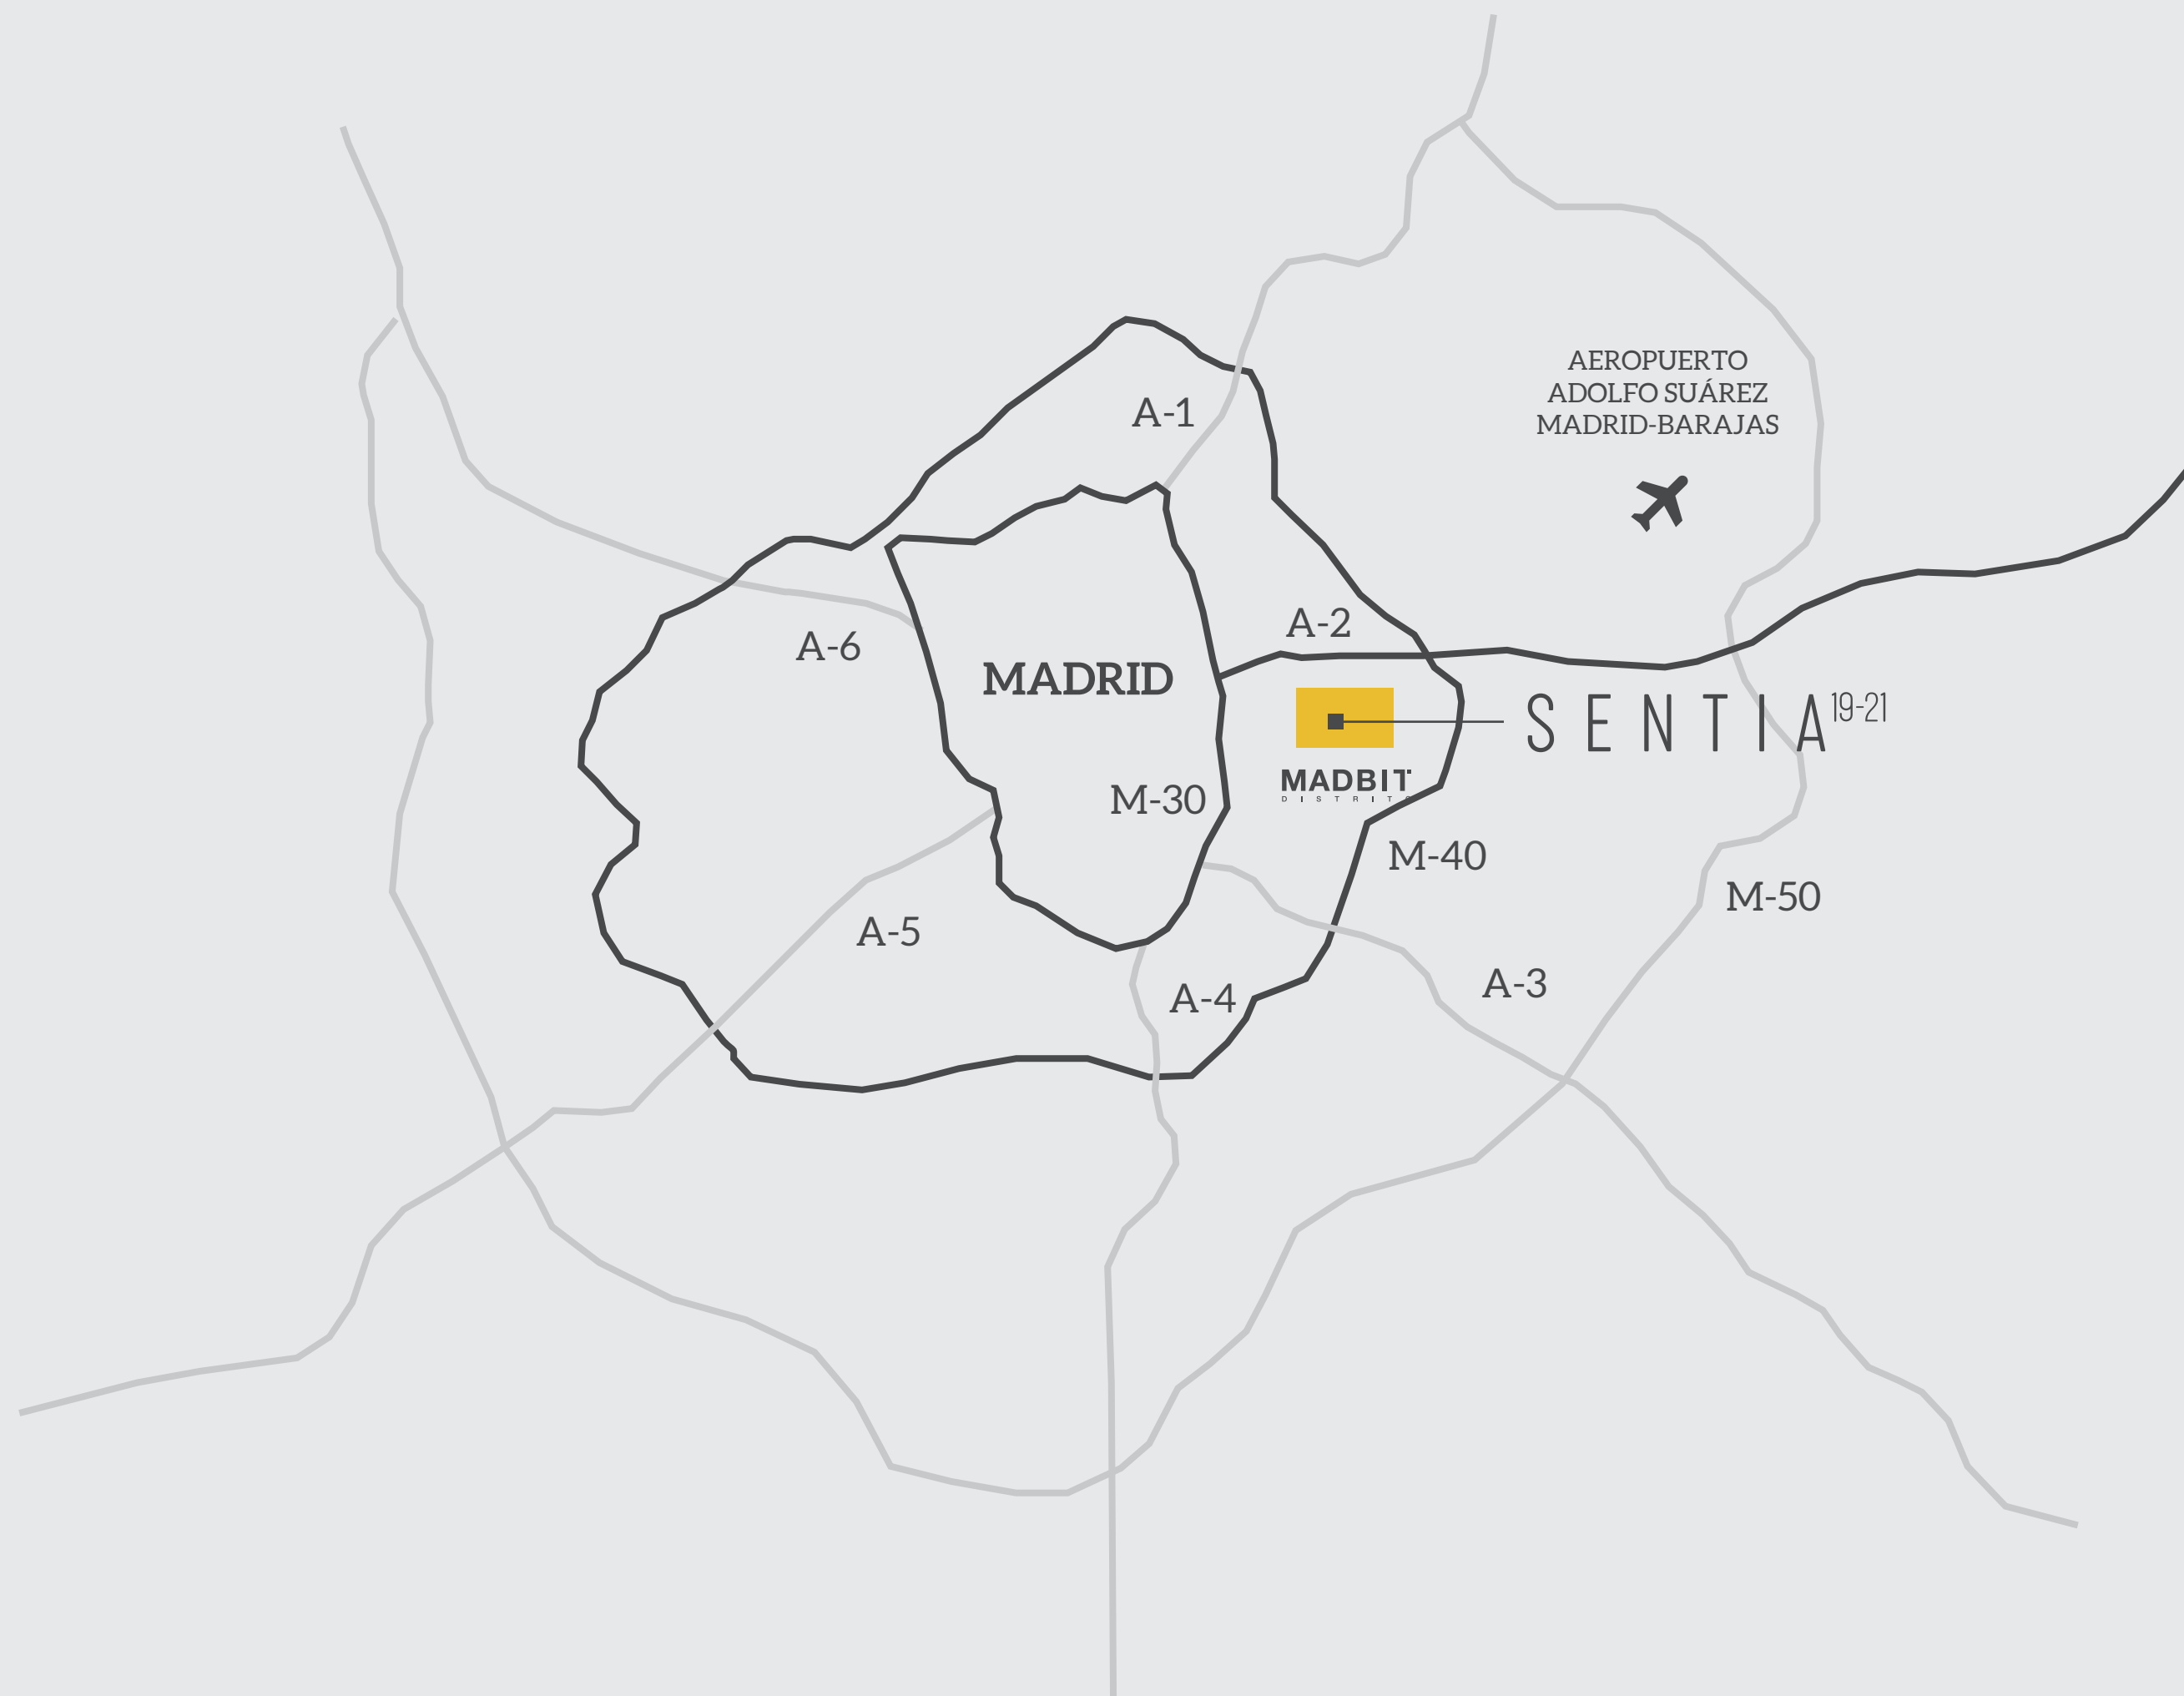 AEROPUERTO
ADOLFO SUÁREZ
MADRID-BARAJAS
A-1
A-2
A-6
MADRID
SENTIA 19-21
MADBIT
DISTRITO
M-30
M-40
M-50
A-5
A-3
A-4